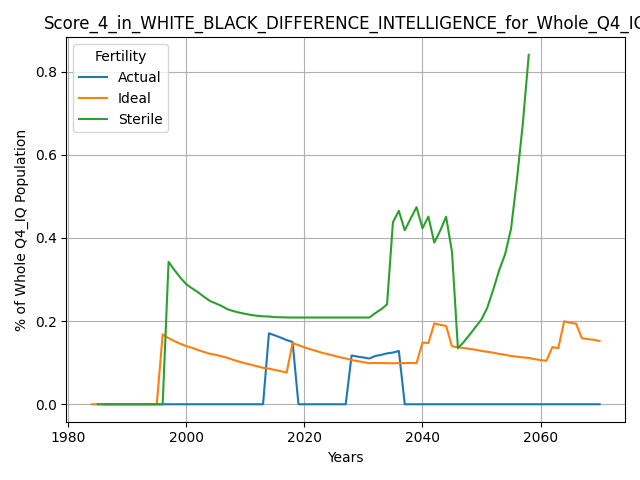 Score_4_in_WHITE_BLACK_DIFFERENCE_INTELLIGENCE_for_Whole_Q4_IQ
Fertility
Actual
Ideal
Sterile
% of Whole Q4_IQ Population
0.8
0.6
0.4
0.2
0.0
1980 2000 2020 2040 2060
Years